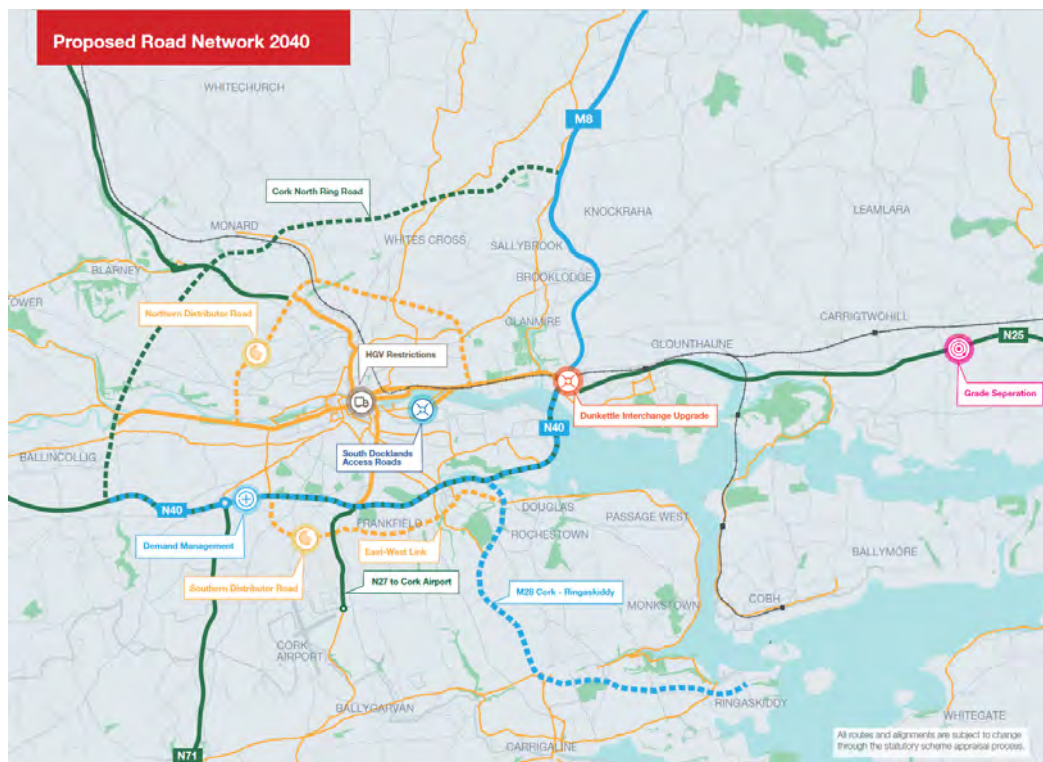 Proposed Road Network 2040
WHITECHURCH
M8
Cork North Ring Road
KNOCKRAHA
LEAMLARA
MONARD
WHITES CROSS
SALLYBROOK
BLARNEY
BROOKLODGE
OWER
Northern Distributor Road
GLANMIRE
CARRIGTWOHILL
N25
HGV Restrictions
GLOUNTHAUNE
Grade Seperation
Dunkettle Interchange Upgrade
N40
South Docklands
Access Roads
BALLINCOLLIG
N40
DOUGLAS
PASSAGE WEST
FRANKFIELD
ROCHESTOWN
Demand Management
East-West Link
BALLYMORE
Southern Distributor Road
N27 to Cork Airport
M28 Cork - Ringaskiddy
MONKSTOWN
COBH
CORK
AIRPORT
BALLYGARVAN
RINGASKIDDY
WHITEGATE
CARRIGALINE
N71
All routes and alignments are subject to change
through the statutory scheme appraisal process.